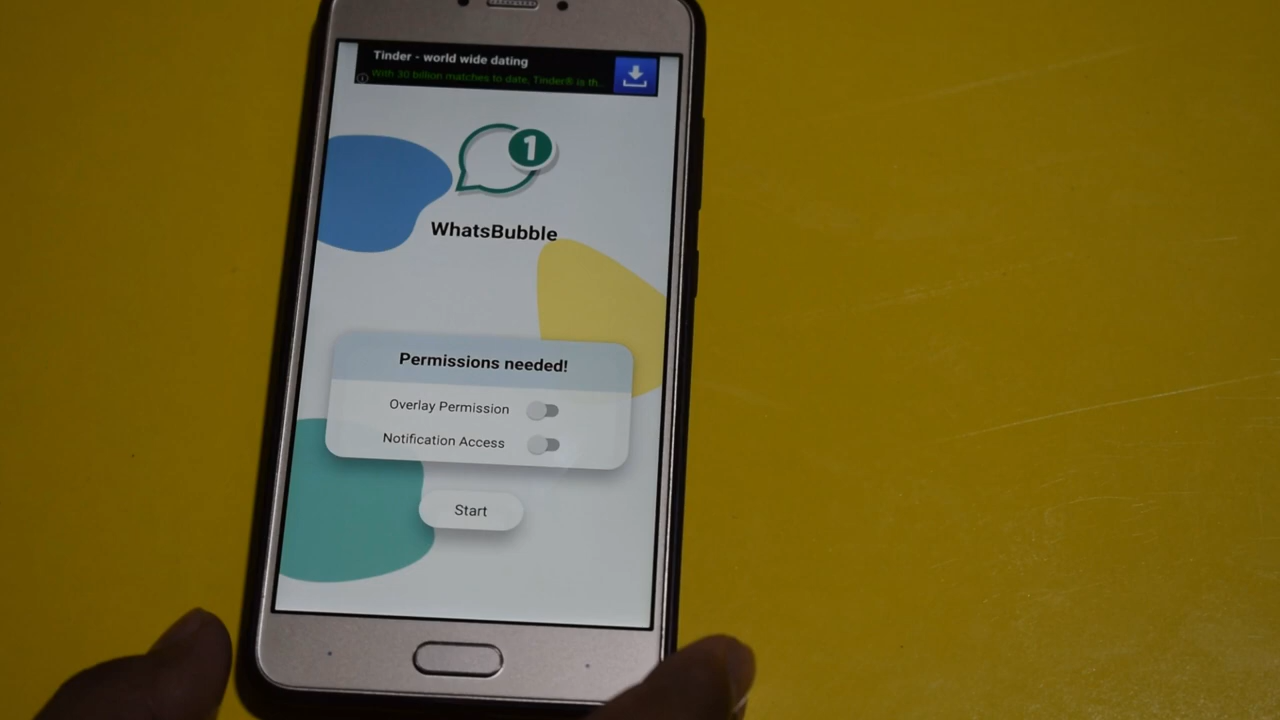 Tinder - world wide dating
With 30 billion matches to date, Tinder® is th..
1
WhatsBubble
Permissions needed!
Overlay Permission
Notification Access
Start